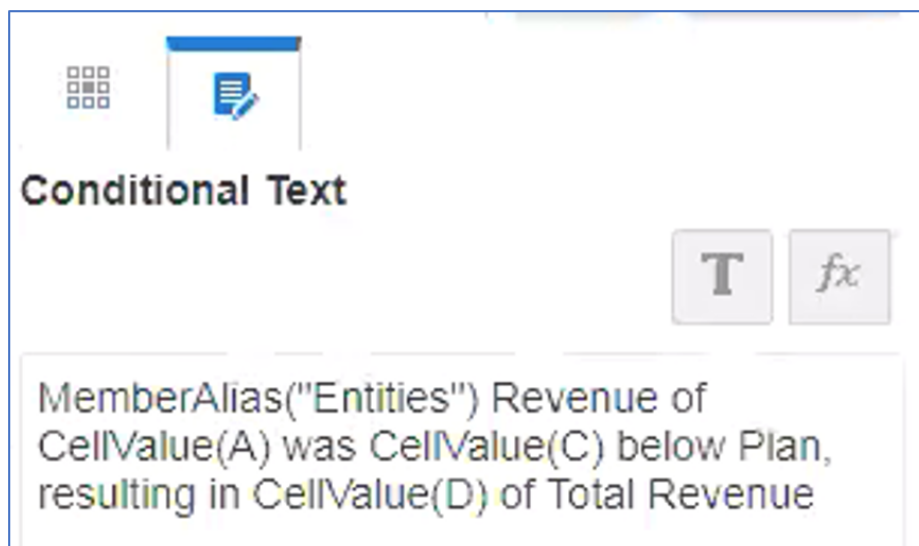 Conditional Text
T fx
MemberAlias("Entities") Revenue of
CellValue(A) was CellValue(C) below Plan,
resulting in CellValue(D) of Total Revenue